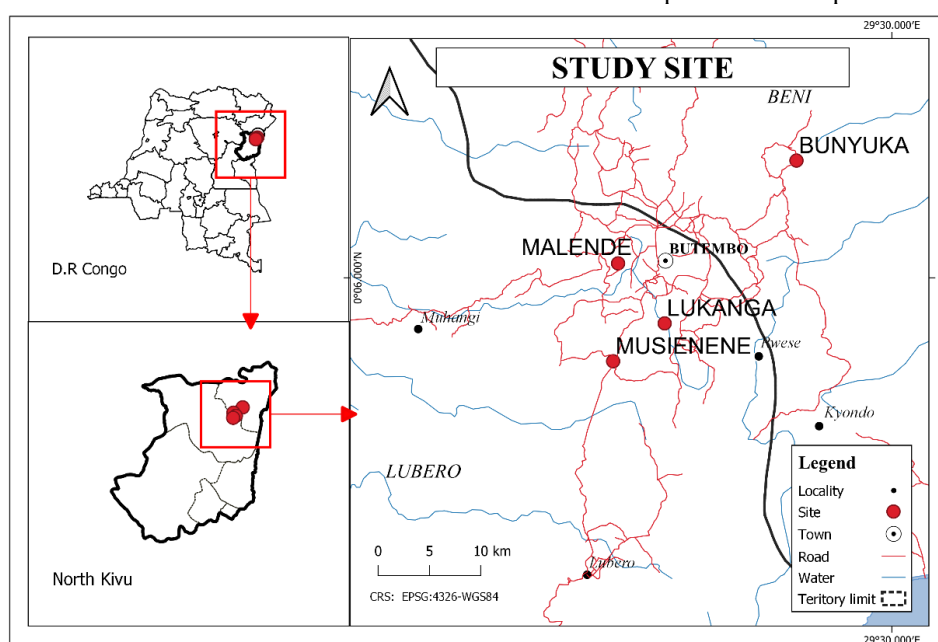 29°30.000'E
STUDY SITE
BENI
BUNYUKA
D.R Congo
MALENDE
BUTEMBO
0°06.000'N
LUKANGA
Muhangi
MUSIENENE
Rwese
Kyondo
LUBERO
Lubero
North Kivu
0 5 10 km
CRS: EPSG:4326-WGS84
Legend
Locality
Site
Town
Road
Water
Teritory limit
29°30.000'E